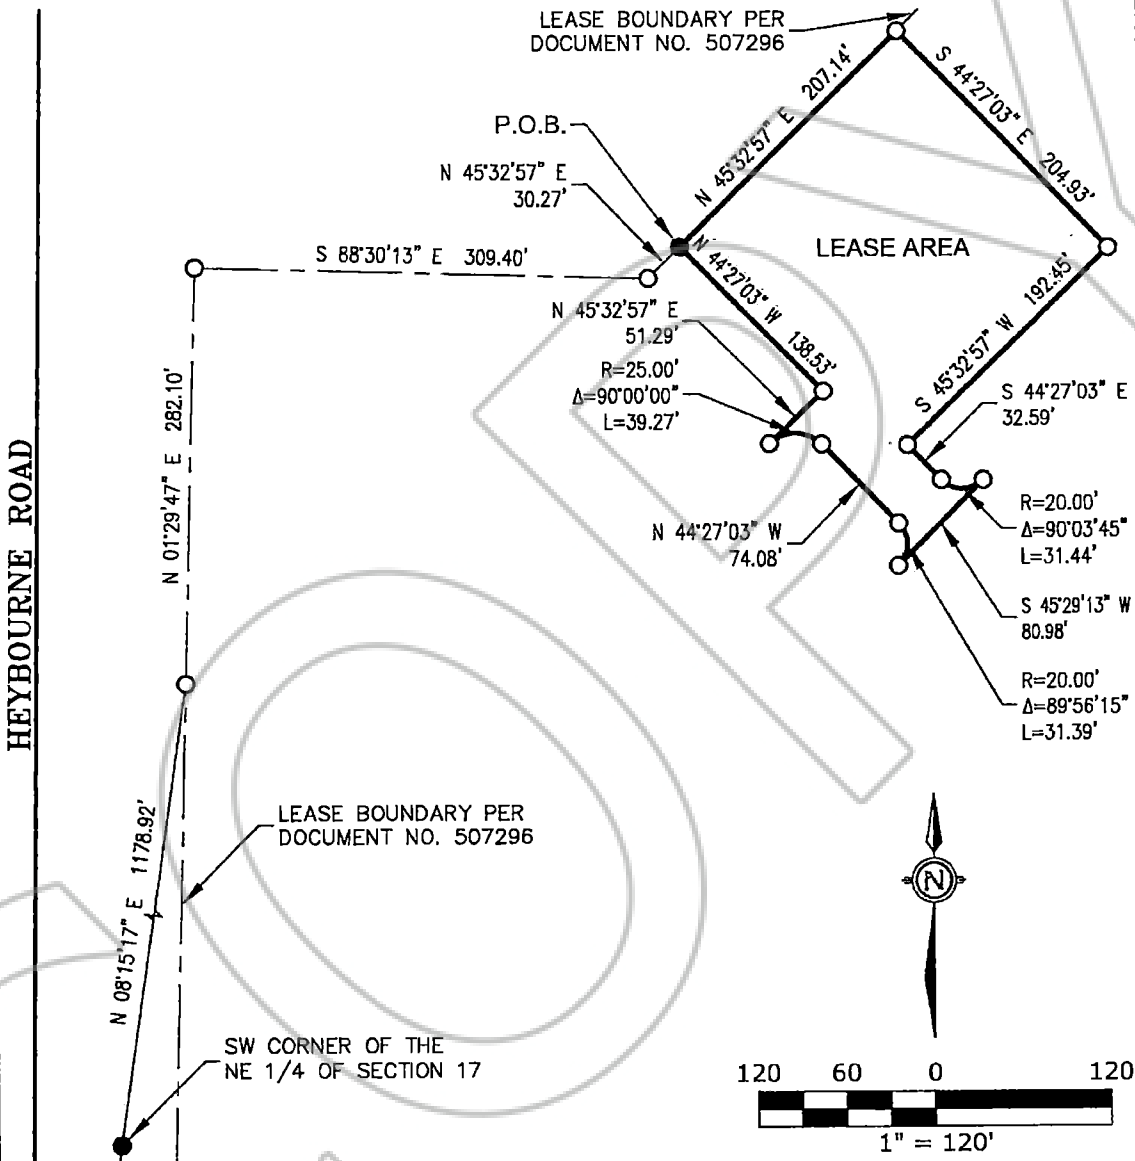 LEASE BOUNDARY PER
DOCUMENT NO. 507296
P.O.B.
N 45°32'57" E
30.27'
N 45°32'57" E 207.14'
S 44°27'03" E 204.93'
LEASE AREA
S 88°30'13" E 309.40'
N 44°27'03" W 138.53'
S 45°32'57" W 192.45'
N 45°32'57" E
51.29'
R=25.00'
Δ=90°00'00"
L=39.27'
S 44°27'03" E
32.59'
N 01°29'47" E 282.10'
HEYBOURNE ROAD
N 44°27'03" W
74.08'
R=20.00'
Δ=90°03'45"
L=31.44'
S 45°29'13" W
80.98'
R=20.00'
Δ=89°56'15"
L=31.39'
LEASE BOUNDARY PER
DOCUMENT NO. 507296
N 08°15'17" E 1178.92'
N
SW CORNER OF THE
NE 1/4 OF SECTION 17
120 60 0 120
1" = 120'